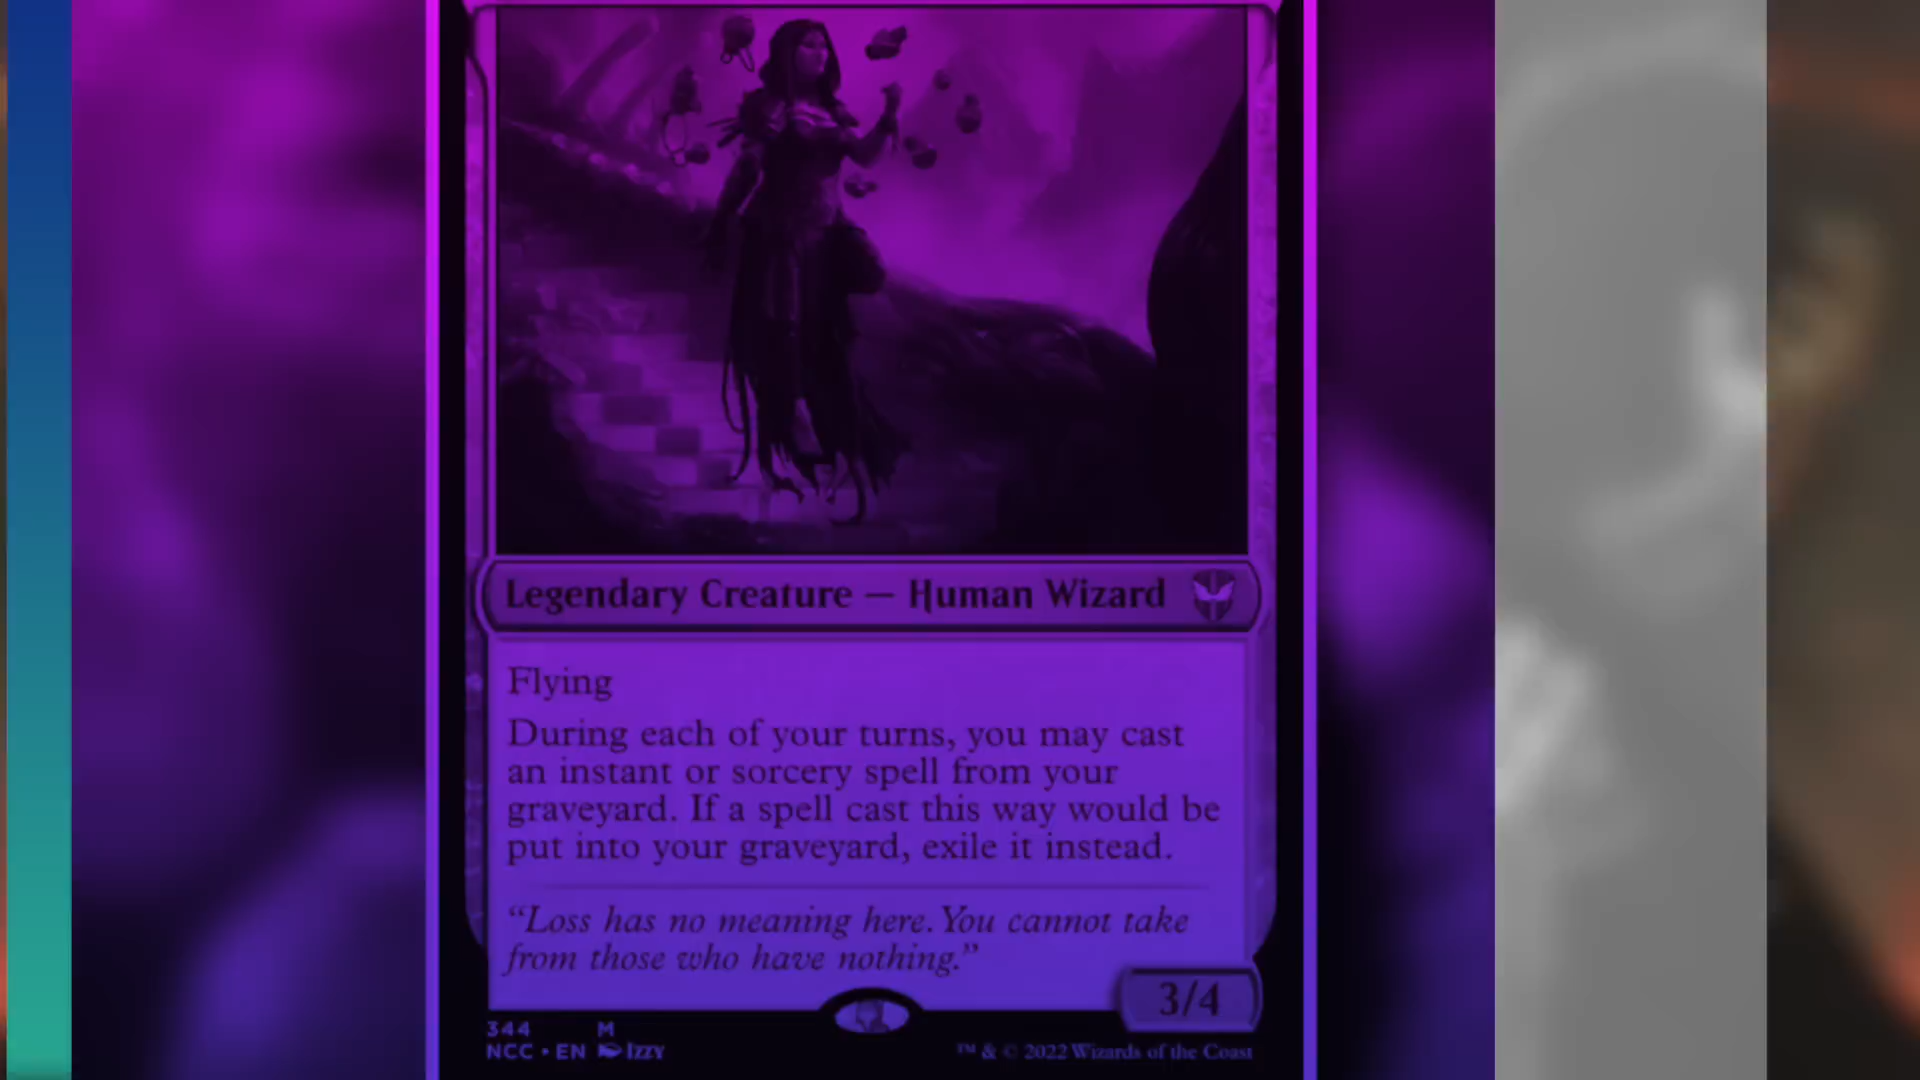 Legendary Creature — Human Wizard
Flying
During each of your turns, you may cast
an instant or sorcery spell from your
graveyard. If a spell cast this way would be
put into your graveyard, exile it instead.
“Loss has no meaning here. You cannot take
from those who have nothing.”
3/4
344 M
NCC • EN Izzy
™ & © 2022 Wizards of the Coast